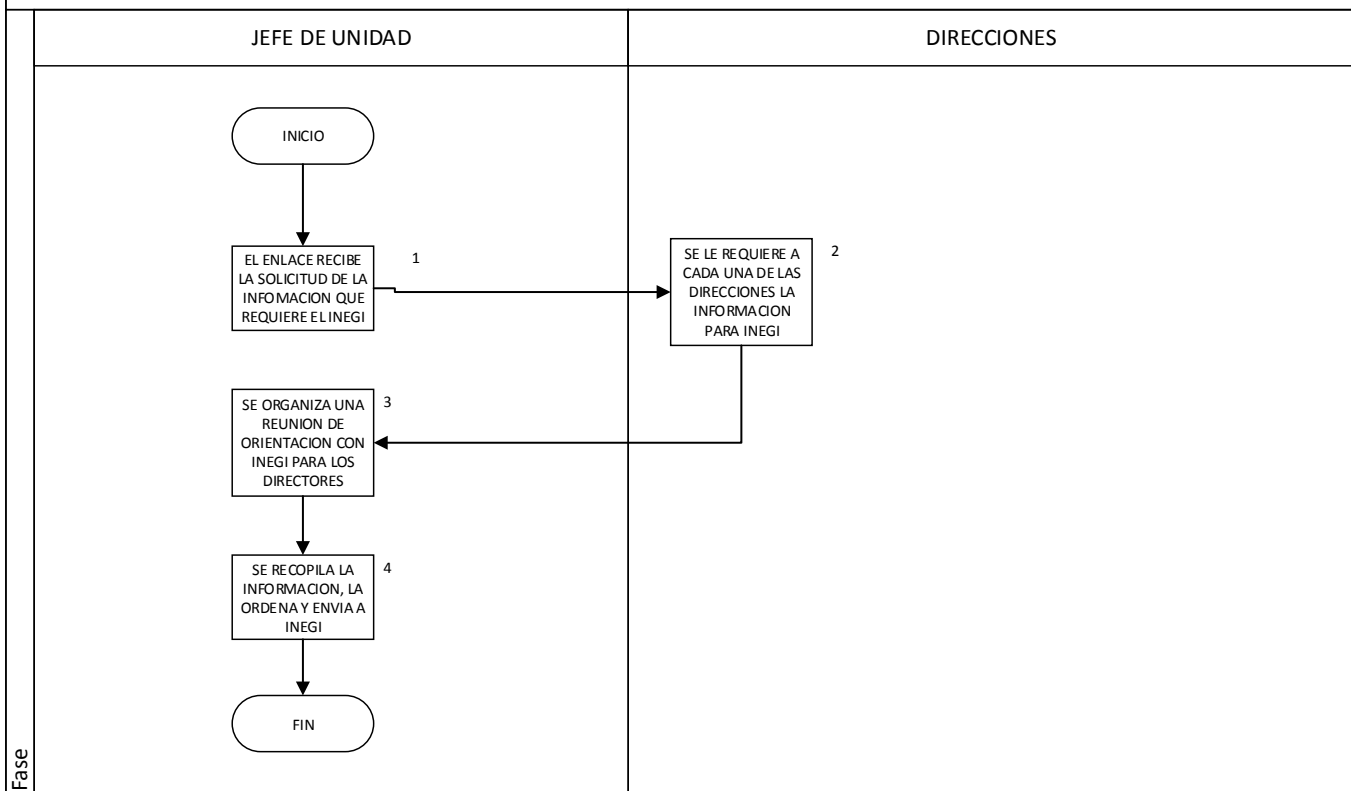 JEFE DE UNIDAD
DIRECCIONES
INICIO
EL ENLACE RECIBE
LA SOLICITUD DE LA
INFOMACION QUE
REQUIERE EL INEGI
1
SE LE REQUIERE A
CADA UNA DE LAS
DIRECCIONES LA
INFORMACION
PARA INEGI
2
SE ORGANIZA UNA
REUNION DE
ORIENTACION CON
INEGI PARA LOS
DIRECTORES
3
SE RECOPILA LA
INFORMACION, LA
ORDENA Y ENVIA A
INEGI
4
FIN
Fase